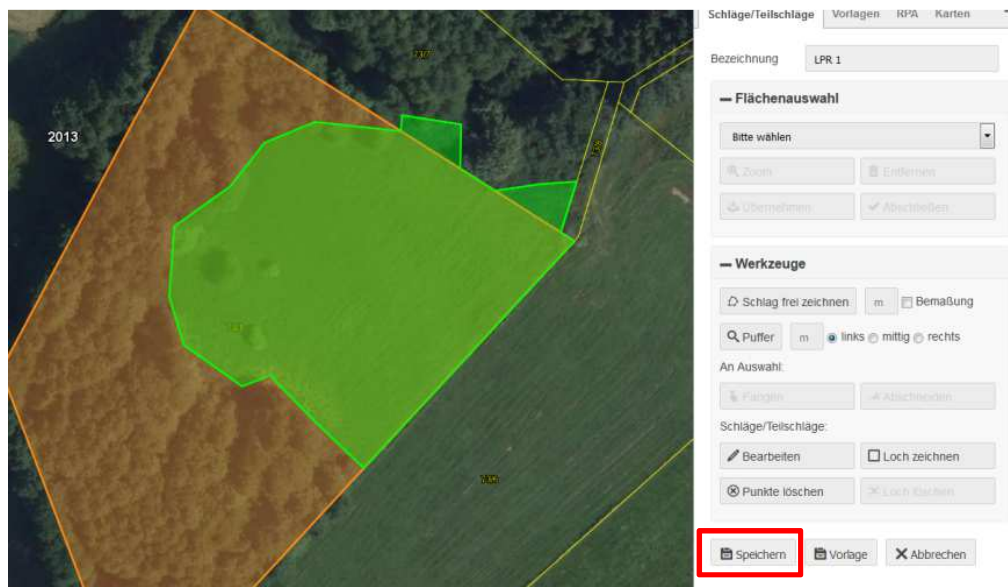 Schläge/Teilschläge Vorlagen RPA Karten
Bezeichnung LPR 1
Flächenauswahl
Bitte wählen
Zoom Entfernen
Übernehmen Abschließen
Werkzeuge
Schlag frei zeichnen m Bemaßung
Puffer m links mittig rechts
An Auswahl:
Fangen Abschneiden
Schläge/Teilschläge:
Bearbeiten Loch zeichnen
Punkte löschen Loch löschen
Speichern Vorlage Abbrechen
2013